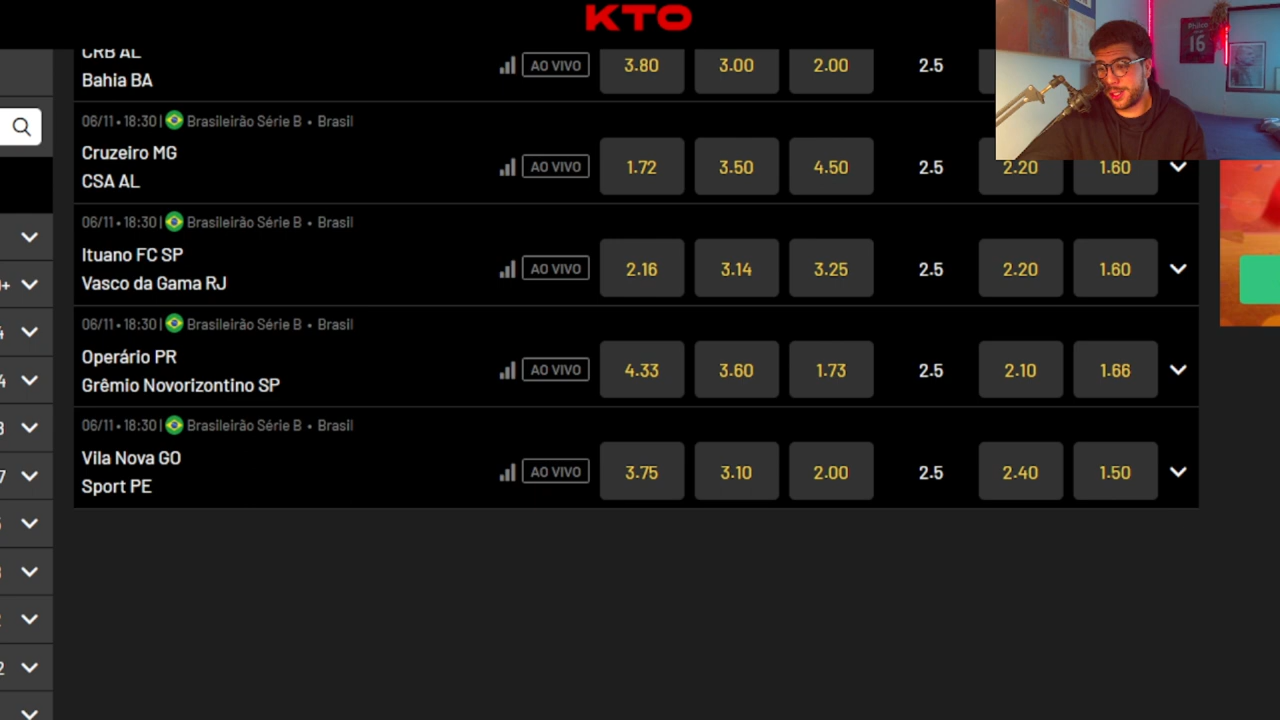 KTO
CRB AL
Bahia BA
AO VIVO
3.80 3.00 2.00 2.5
06/11 • 18:30 | Brasileirão Série B • Brasil
Cruzeiro MG
CSA AL
AO VIVO
1.72 3.50 4.50 2.5 2.20 1.60
06/11 • 18:30 | Brasileirão Série B • Brasil
Ituano FC SP
Vasco da Gama RJ
AO VIVO
2.16 3.14 3.25 2.5 2.20 1.60
06/11 • 18:30 | Brasileirão Série B • Brasil
Operário PR
Grêmio Novorizontino SP
AO VIVO
4.33 3.60 1.73 2.5 2.10 1.66
06/11 • 18:30 | Brasileirão Série B • Brasil
Vila Nova GO
Sport PE
AO VIVO
3.75 3.10 2.00 2.5 2.40 1.50
16